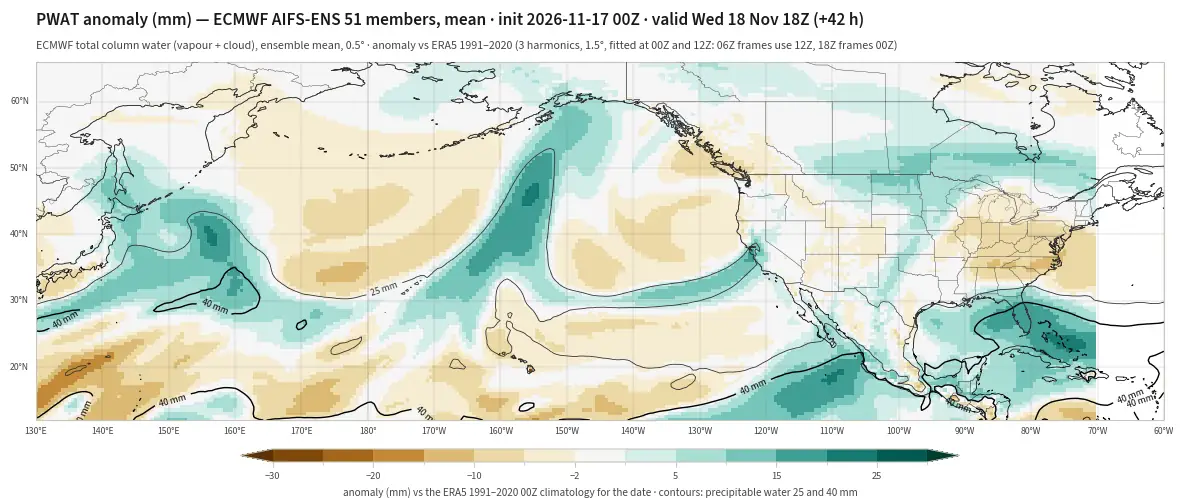 PWAT anomaly (mm) — ECMWF AIFS-ENS 51 members, mean · init 2026-11-17 00Z · valid Wed 18 Nov 18Z (+42 h)
ECMWF total column water (vapour + cloud), ensemble mean, 0.5° · anomaly vs ERA5 1991–2020 (3 harmonics, 1.5°, fitted at 00Z and 12Z: 06Z frames use 12Z, 18Z frames 00Z)
60°N
50°N
40°N
30°N
20°N
25 mm
40 mm
40 mm
40 mm
40 mm
40 mm
40 mm
130°E 140°E 150°E 160°E 170°E 180° 170°W 160°W 150°W 140°W 130°W 120°W 110°W 100°W 90°W 80°W 70°W 60°W
−30 −20 −10 −2 5 15 25
anomaly (mm) vs the ERA5 1991–2020 00Z climatology for the date · contours: precipitable water 25 and 40 mm